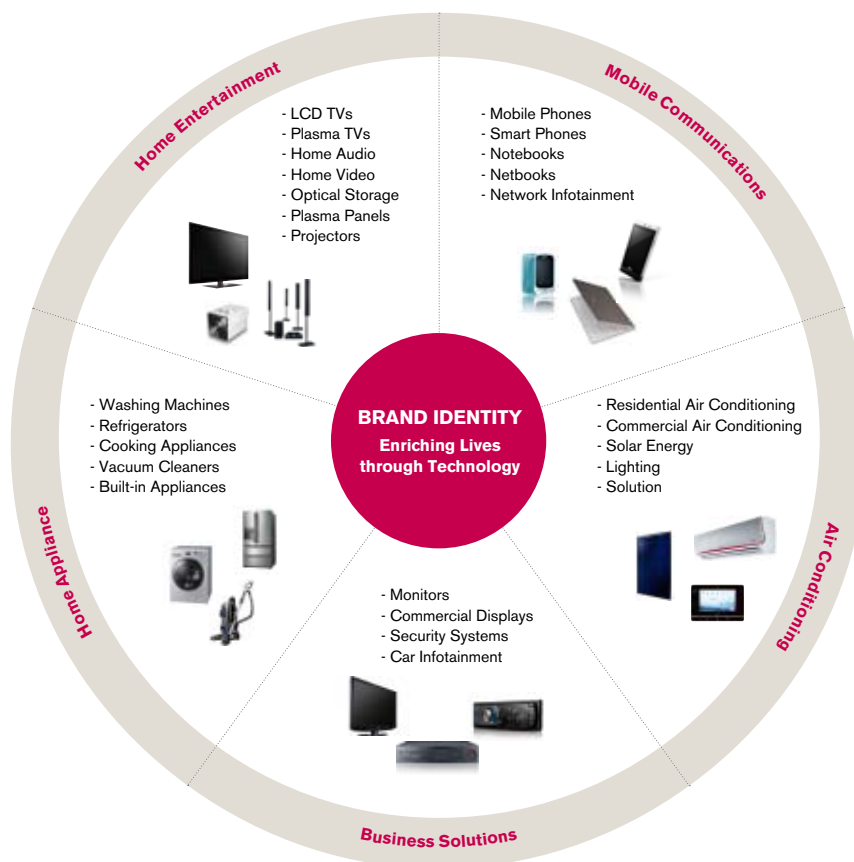 Home Entertainment
- LCD TVs
- Plasma TVs
- Home Audio
- Home Video
- Optical Storage
- Plasma Panels
- Projectors
Mobile Communications
- Mobile Phones
- Smart Phones
- Notebooks
- Netbooks
- Network Infotainment
BRAND IDENTITY
Enriching Lives
through Technology
Home Appliance
- Washing Machines
- Refrigerators
- Cooking Appliances
- Vacuum Cleaners
- Built-in Appliances
Air Conditioning
- Residential Air Conditioning
- Commercial Air Conditioning
- Solar Energy
- Lighting
- Solution
- Monitors
- Commercial Displays
- Security Systems
- Car Infotainment
Business Solutions